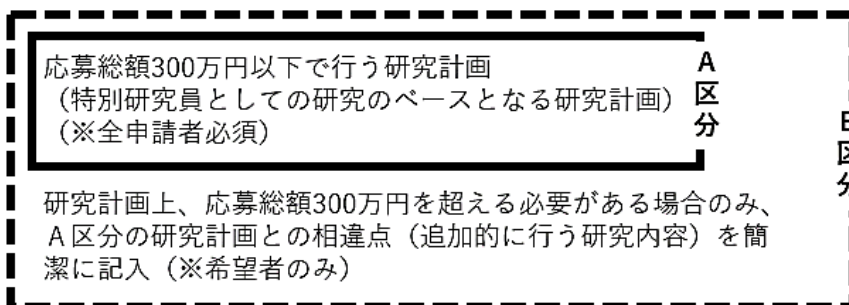 応募総額300万円以下で行う研究計画
（特別研究員としての研究のベースとなる研究計画）
（※全申請者必須）
A区分
研究計画上、応募総額300万円を超える必要がある場合のみ、
A区分の研究計画との相違点（追加的に行う研究内容）を簡
潔に記入（※希望者のみ）